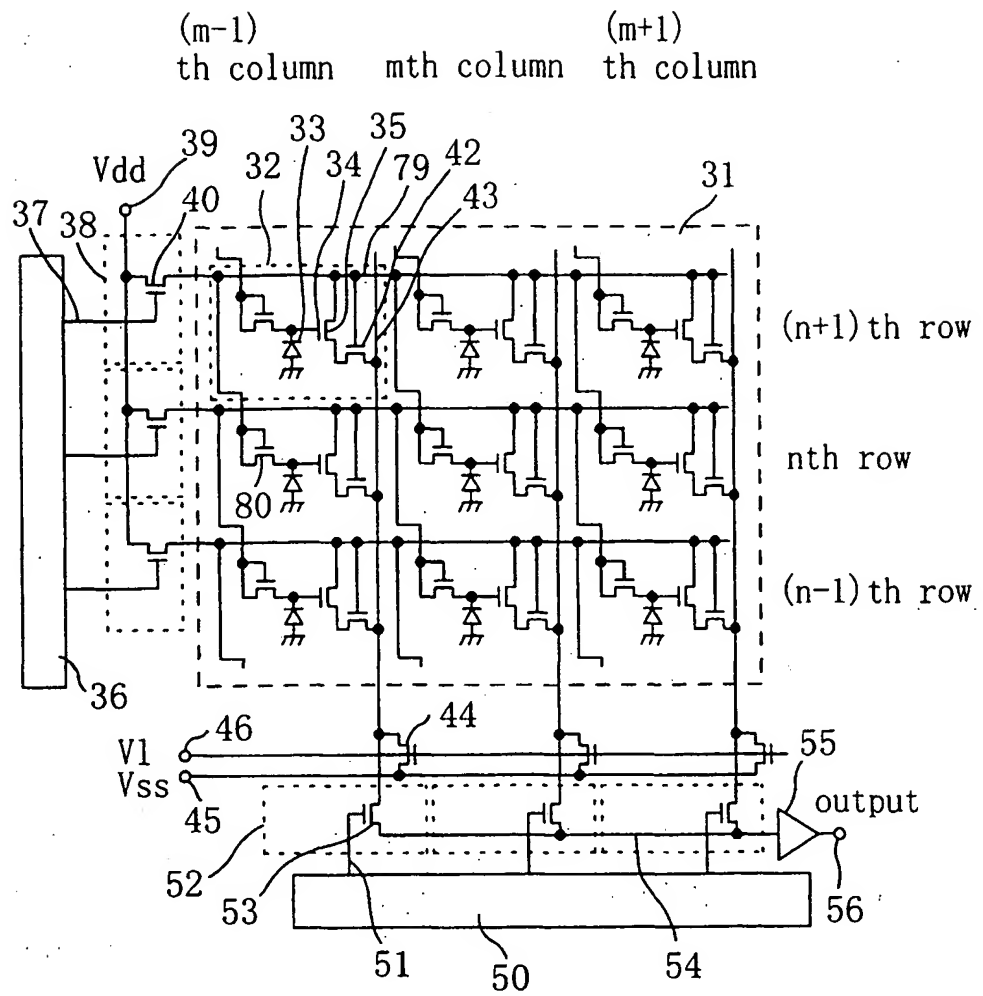 (m-1)
th column
mth column
(m+1)
th column
33
35
42
39
32
34
79
43
31
Vdd
40
37
38
(n+1)th row
nth row
80
(n-1)th row
36
46
44
V1
55
Vss
output
45
52
53
56
51
50
54